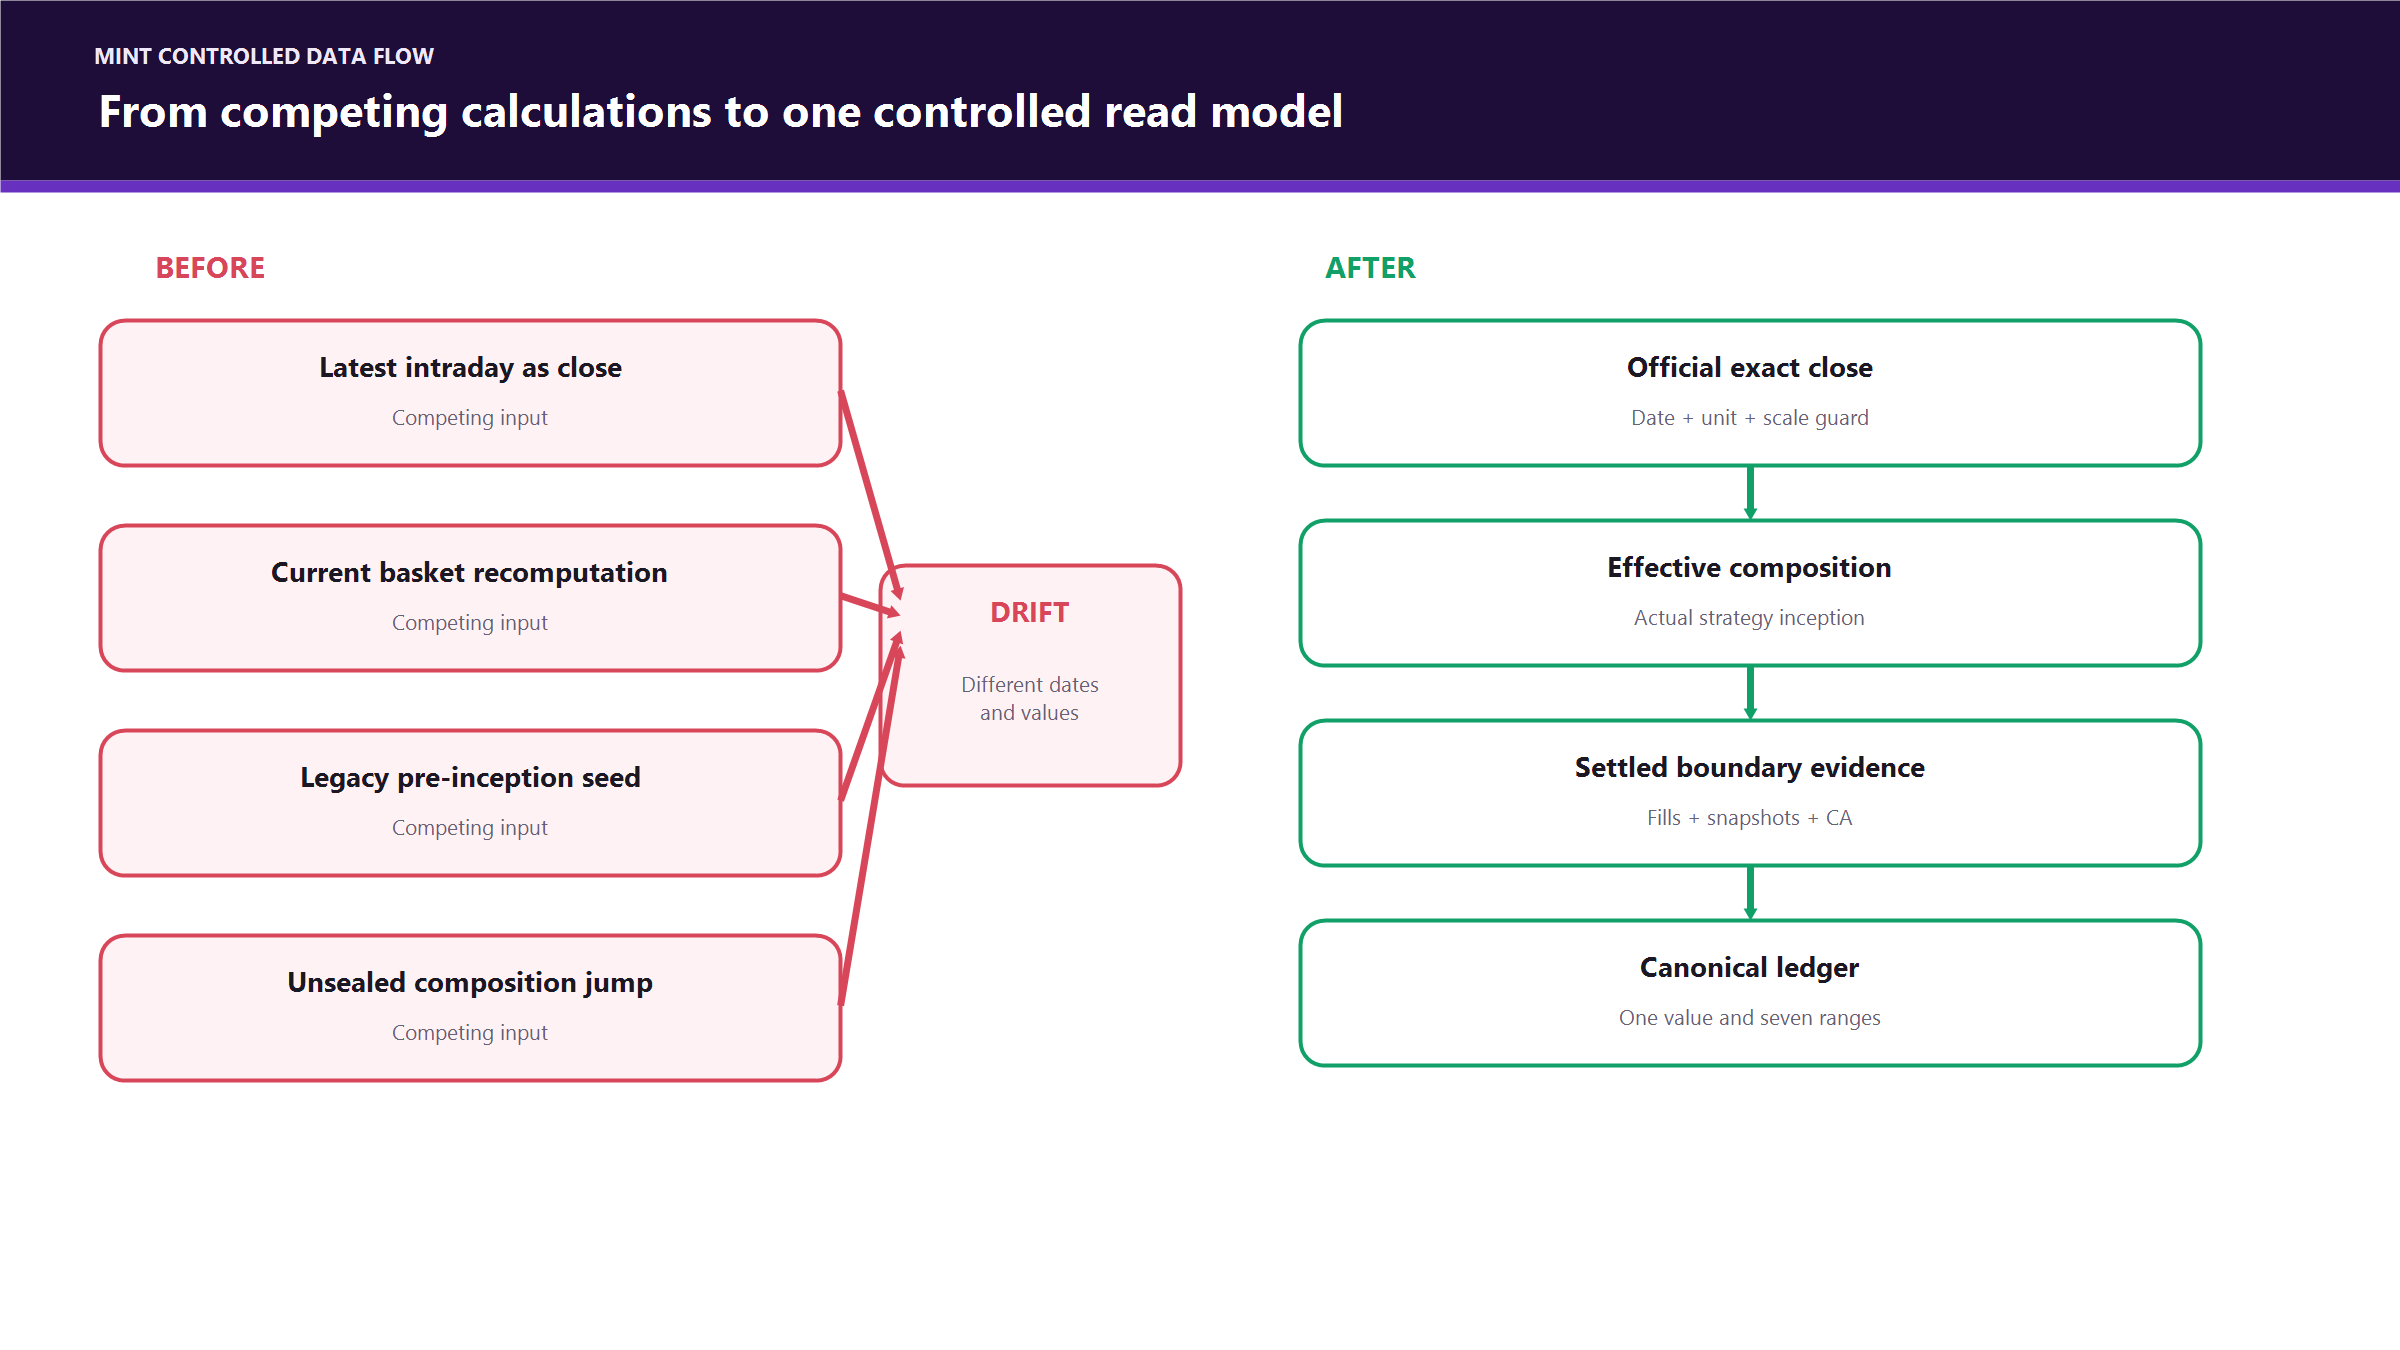 MINT CONTROLLED DATA FLOW
From competing calculations to one controlled read model
BEFORE
Latest intraday as close
Competing input
Current basket recomputation
Competing input
Legacy pre-inception seed
Competing input
Unsealed composition jump
Competing input
DRIFT
Different dates
and values
AFTER
Official exact close
Date + unit + scale guard
Effective composition
Actual strategy inception
Settled boundary evidence
Fills + snapshots + CA
Canonical ledger
One value and seven ranges